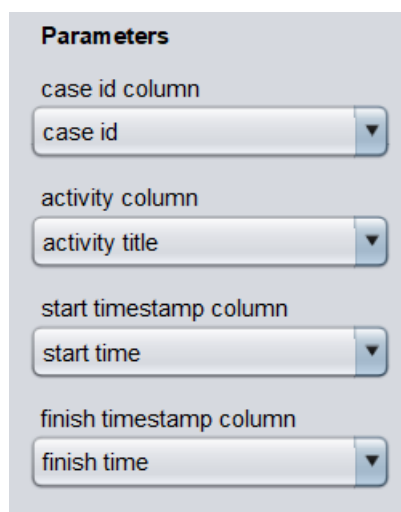 Parameters
case id column
case id
activity column
activity title
start timestamp column
start time
finish timestamp column
finish time